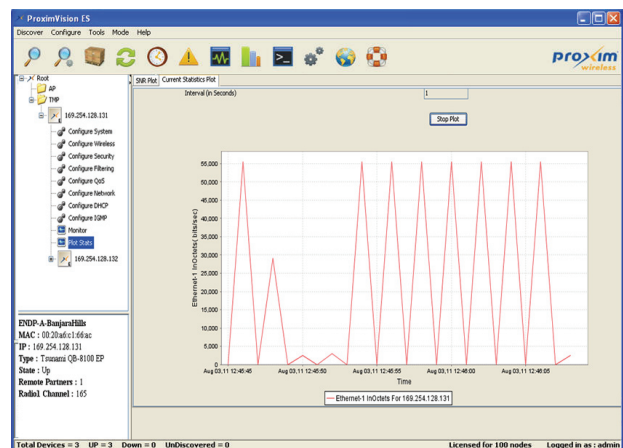 ProximVision ES
Discover Configure Tools Mode Help
proxim
wireless
Root
AP
TMP
169.254.128.131
Configure System
Configure Wireless
Configure Security
Configure Filtering
Configure QoS
Configure Network
Configure DHCP
Configure IGMP
Monitor
Plot Stats
169.254.128.132
SNR Plot Current Statistics Plot
Interval (in Seconds) 1
Stop Plot
Ethernet-1 InOctets( bits/sec)
55,000
50,000
45,000
40,000
35,000
30,000
25,000
20,000
15,000
10,000
5,000
0
Aug 03,11 12:45:45 Aug 03,11 12:45:50 Aug 03,11 12:45:55 Aug 03,11 12:46:00 Aug 03,11 12:46:05
Time
Ethernet-1 InOctets For 169.254.128.131
ENDP-A-BanjaraHills
MAC : 00:20:a6:c1:66:ac
IP : 169.254.128.131
Type : Tsunami QB-8100 EP
State : Up
Remote Partners : 1
Radio1 Channel : 165
Total Devices = 3 UP = 3 Down = 0 UnDiscovered = 0 Licensed for 100 nodes Logged in as : admin